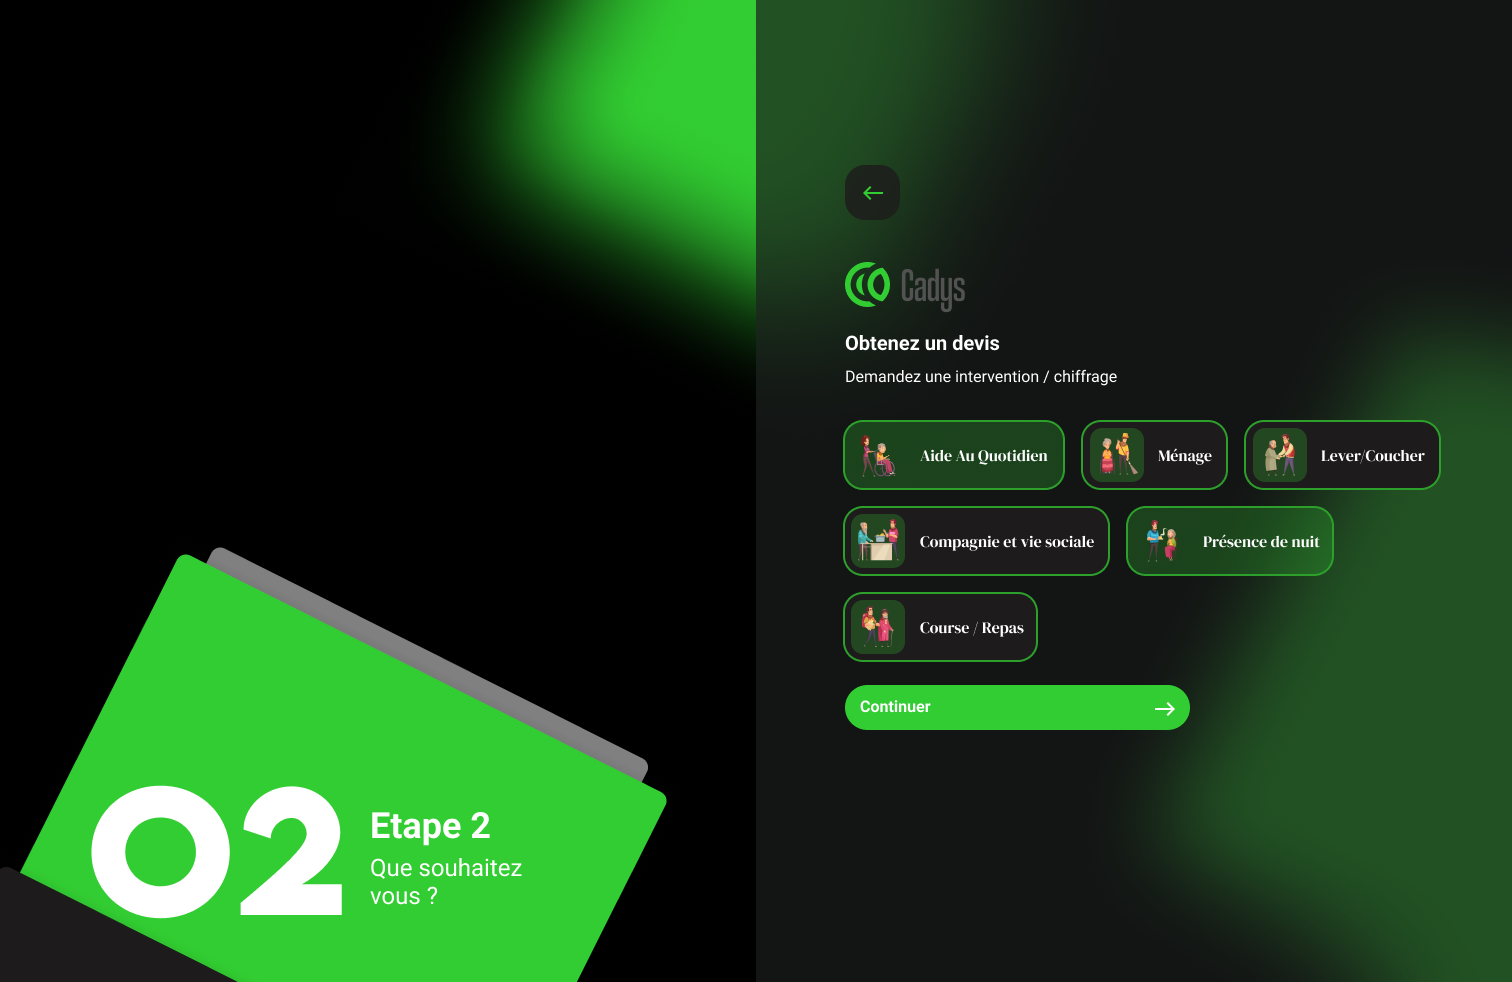 02
Etape 2
Que souhaitez
vous ?
Cadys
Obtenez un devis
Demandez une intervention / chiffrage
Aide Au Quotidien
Ménage
Lever/Coucher
Compagnie et vie sociale
Présence de nuit
Course / Repas
Continuer